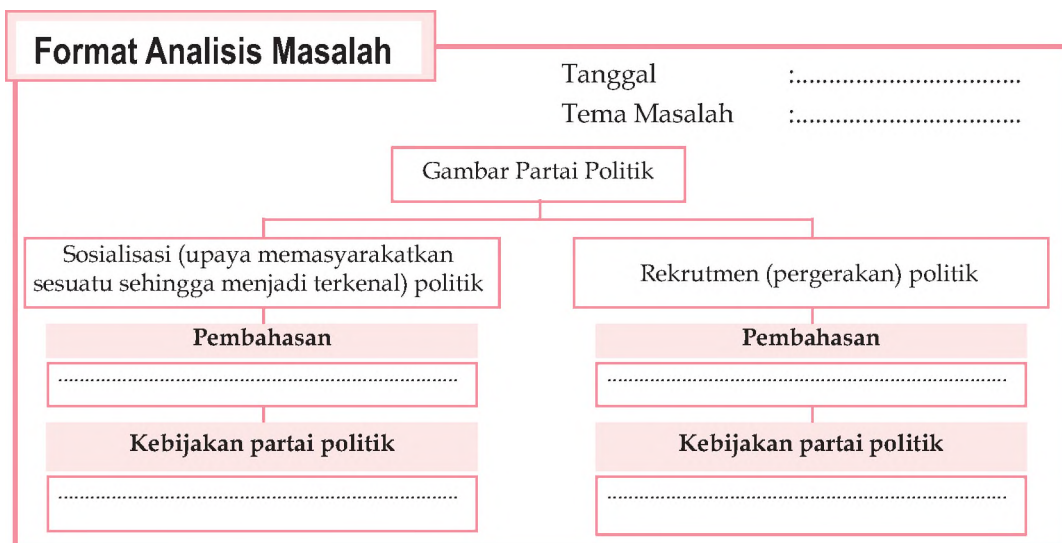 Format Analisis Masalah
Tanggal :..................................
Tema Masalah :..................................
Gambar Partai Politik
Sosialisasi (upaya memasyarakatkan
sesuatu sehingga menjadi terkenal) politik
Rekrutmen (pergerakan) politik
Pembahasan
..................................................................
Kebijakan partai politik
..................................................................
Pembahasan
..................................................................
Kebijakan partai politik
..................................................................